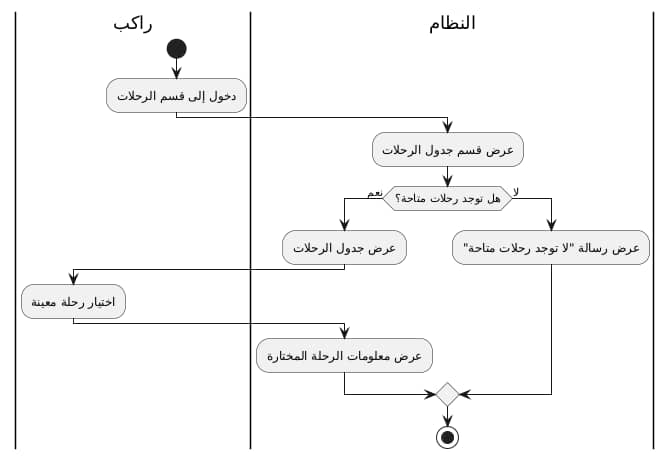 راكب
النظام
دخول إلى قسم الرحلات
عرض قسم جدول الرحلات
هل توجد رحلات متاحة؟
نعم
لا
عرض جدول الرحلات
عرض رسالة "لا توجد رحلات متاحة"
اختيار رحلة معينة
عرض معلومات الرحلة المختارة